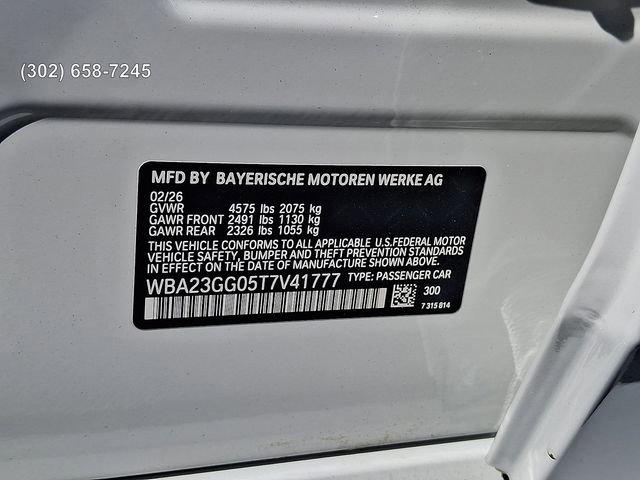 (302) 658-7245
MFD BY BAYERISCHE MOTOREN WERKE AG
02/26
GVWR 4575 lbs 2075 kg
GAWR FRONT 2491 lbs 1130 kg
GAWR REAR 2326 lbs 1055 kg
THIS VEHICLE CONFORMS TO ALL APPLICABLE U.S.FEDERAL MOTOR
VEHICLE SAFETY, BUMPER AND THEFT PREVENTION STANDARDS
IN EFFECT ON THE DATE OF MANUFACTURE SHOWN ABOVE.
WBA23GG05T7V41777 TYPE: PASSENGER CAR
300
7 315 814